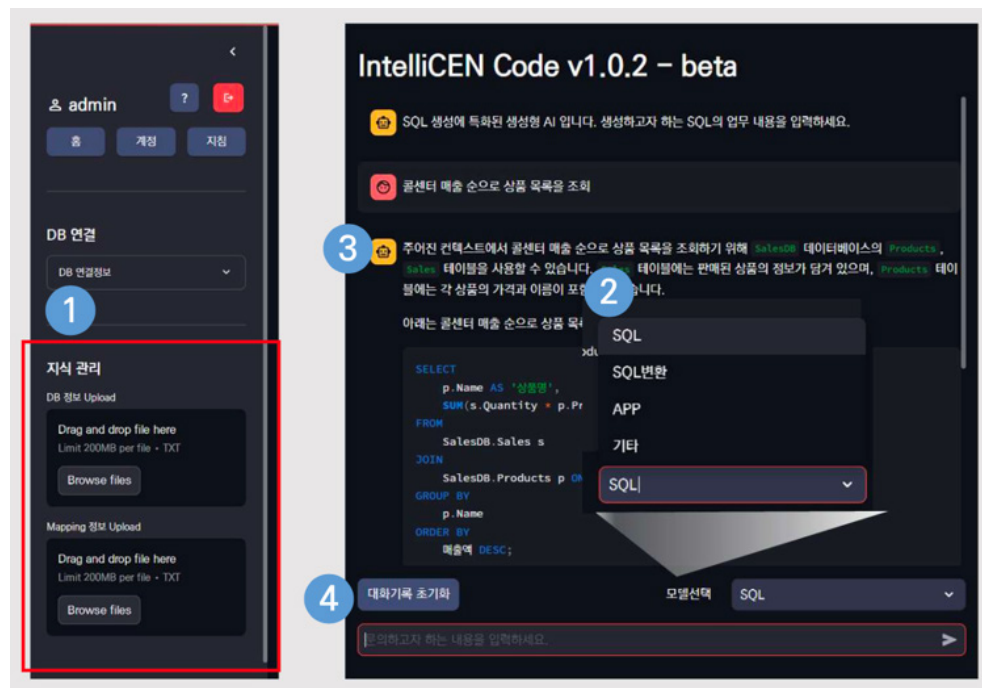 admin
?
홈
계정
지침
DB 연결
DB 연결정보
1
지식 관리
DB 정보 Upload
Drag and drop file here
Limit 200MB per file • TXT
Browse files
Mapping 정보 Upload
Drag and drop file here
Limit 200MB per file • TXT
Browse files
IntelliCEN Code v1.0.2 – beta
SQL 생성에 특화된 생성형 AI 입니다. 생성하고자 하는 SQL의 업무 내용을 입력하세요.
콜센터 매출 순으로 상품 목록을 조회
3
주어진 컨텍스트에서 콜센터 매출 순으로 상품 목록을 조회하기 위해 SalesDB 데이터베이스의 Products ,
Sales 테이블을 사용할 수 있습니다. 테이블에는 판매된 상품의 정보가 담겨 있으며, Products 테이
블에는 각 상품의 가격과 이름이 포함 니다.
2
아래는 콜센터 매출 순으로 상품 목
SELECT
p.Name AS '상품명',
SUM(s.Quantity * p.Pr
FROM
SalesDB.Sales s
JOIN
SalesDB.Products p ON
GROUP BY
p.Name
ORDER BY
매출액 DESC;
SQL
SQL변환
APP
기타
SQL
4
대화기록 초기화
모델선택
SQL
문의하고자 하는 내용을 입력하세요.